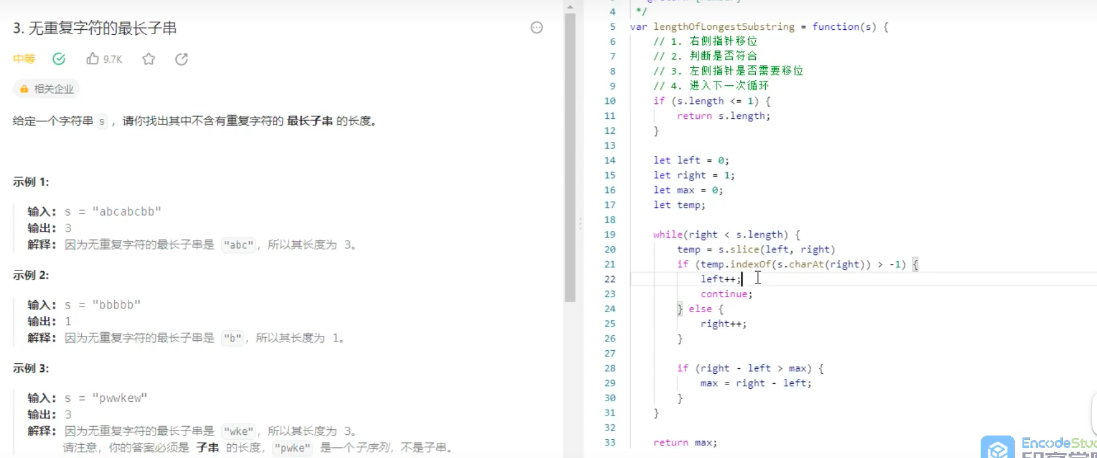 3. 无重复字符的最长子串
中等 9.7K
相关企业
给定一个字符串 s ，请你找出其中不含有重复字符的 最长子串 的长度。
示例 1:
输入: s = "abcabcbb"
输出: 3
解释: 因为无重复字符的最长子串是 "abc"，所以其长度为 3。
示例 2:
输入: s = "bbbbb"
输出: 1
解释: 因为无重复字符的最长子串是 "b"，所以其长度为 1。
示例 3:
输入: s = "pwwkew"
输出: 3
解释: 因为无重复字符的最长子串是 "wke"，所以其长度为 3。
请注意，你的答案必须是 子串 的长度，"pwke" 是一个子序列，不是子串。
4 */
5 var lengthOfLongestSubstring = function(s) {
6 // 1. 右侧指针移位
7 // 2. 判断是否符合
8 // 3. 左侧指针是否需要移位
9 // 4. 进入下一次循环
10 if (s.length <= 1) {
11 return s.length;
12 }
13
14 let left = 0;
15 let right = 1;
16 let max = 0;
17 let temp;
18
19 while(right < s.length) {
20 temp = s.slice(left, right)
21 if (temp.indexOf(s.charAt(right)) > -1) {
22 left++;
23 continue;
24 } else {
25 right++;
26 }
27
28 if (right - left > max) {
29 max = right - left;
30 }
31 }
32
33 return max;
EncodeStu